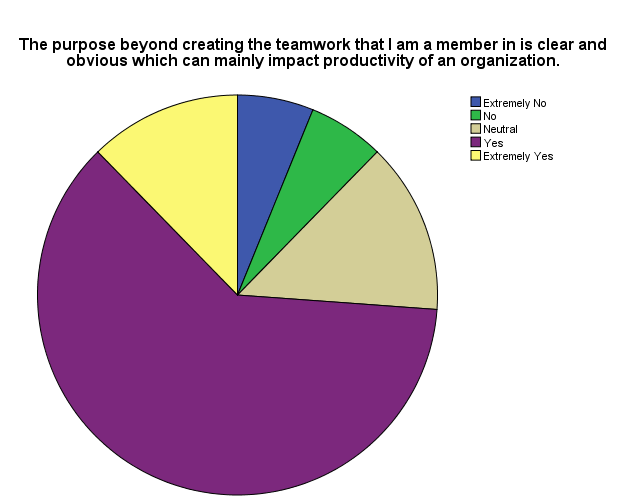 The purpose beyond creating the teamwork that I am a member in is clear and
obvious which can mainly impact productivity of an organization.
Extremely No
No
Neutral
Yes
Extremely Yes